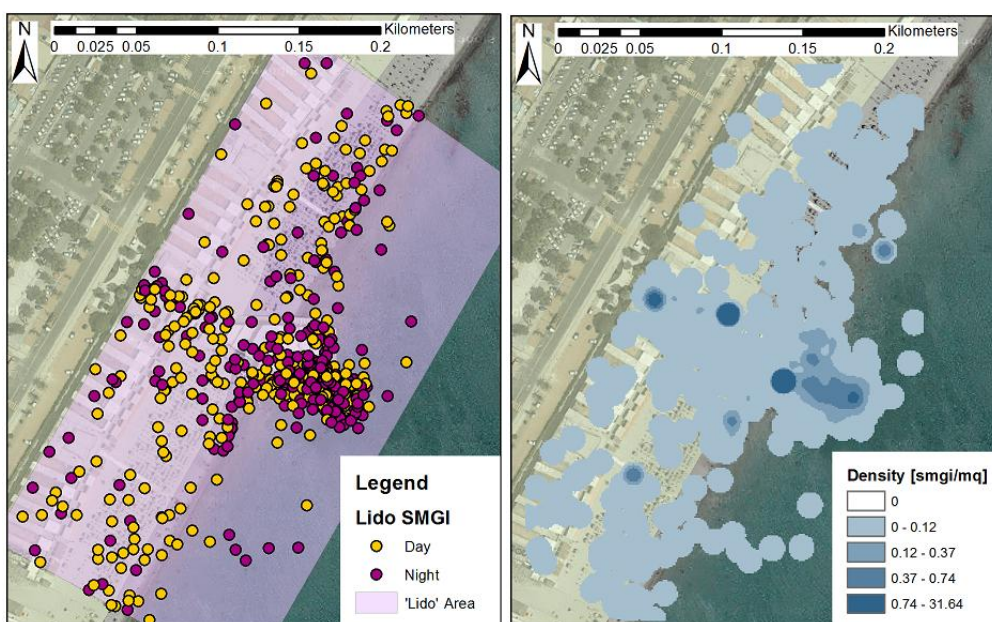 N
Kilometers
0 0.025 0.05 0.1 0.15 0.2
Legend
Lido SMGI
Day
Night
'Lido' Area
N
Kilometers
0 0.025 0.05 0.1 0.15 0.2
Density [smgi/mq]
0
0 - 0.12
0.12 - 0.37
0.37 - 0.74
0.74 - 31.64